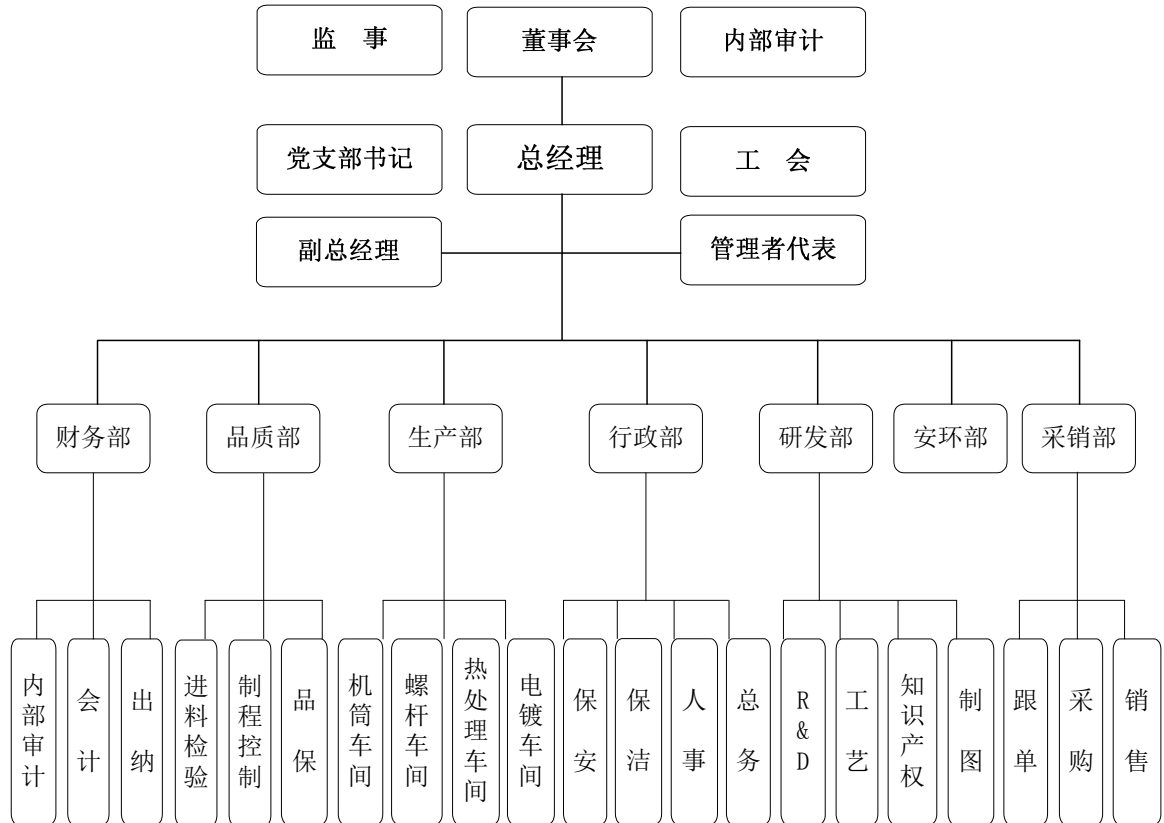 监 事
董事会
内部审计
党支部书记
总经理
工 会
副总经理
管理者代表
财务部
品质部
生产部
行政部
研发部
安环部
采销部
内部审计
会计
出纳
进料检验
制程控制
品保
机筒车间
螺杆车间
热处理车间
电镀车间
保安
保洁
人事
总务
R&D
工艺
知识产权
制图
跟单
采购
销售